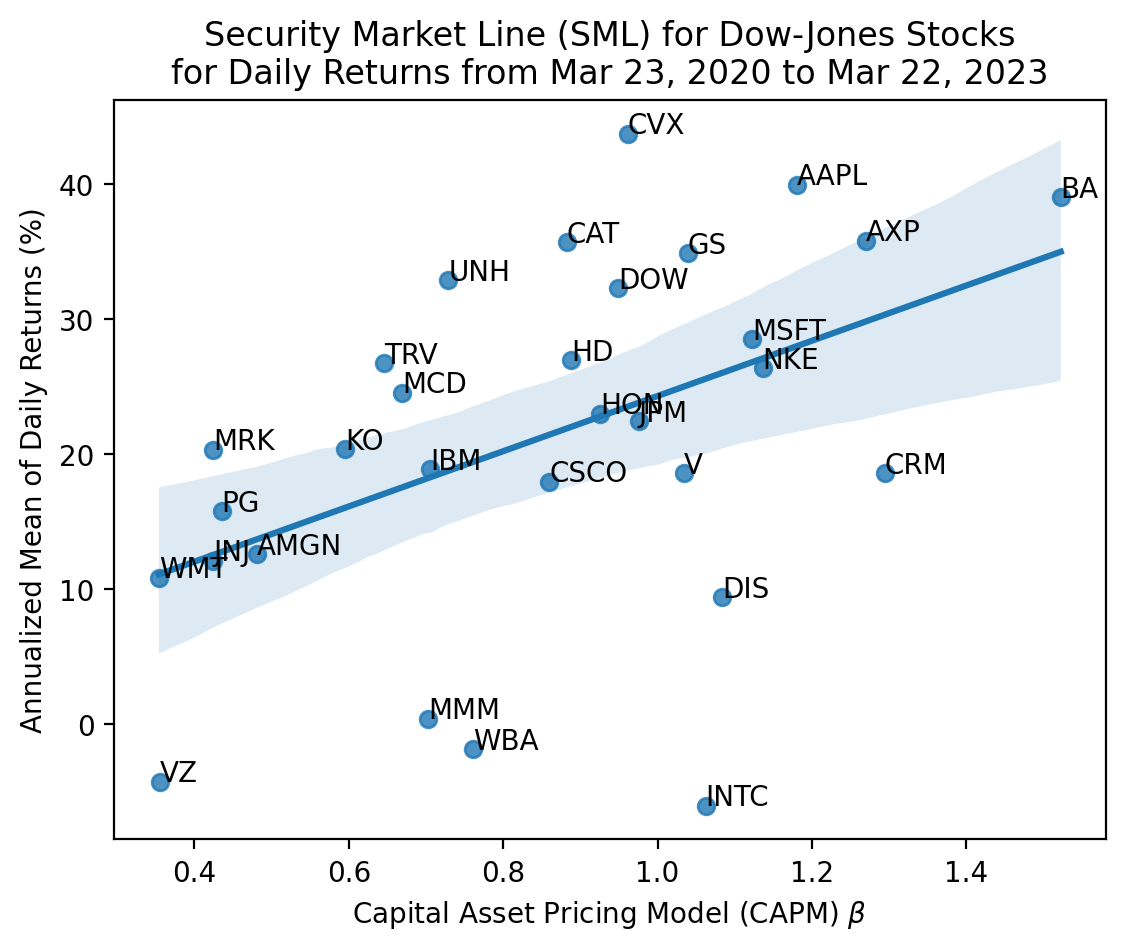 Security Market Line (SML) for Dow-Jones Stocks
for Daily Returns from Mar 23, 2020 to Mar 22, 2023
Annualized Mean of Daily Returns (%)
40
30
20
10
0
CVX
AAPL
BA
AXP
CAT
GS
UNH
DOW
MSFT
NKE
HD
TRV
MCD
HON
JPM
MRK
KO
IBM
CSCO
V
CRM
PG
AMGN
JNJ
WMT
DIS
MMM
WBA
VZ
INTC
0.4
0.6
0.8
1.0
1.2
1.4
Capital Asset Pricing Model (CAPM) β